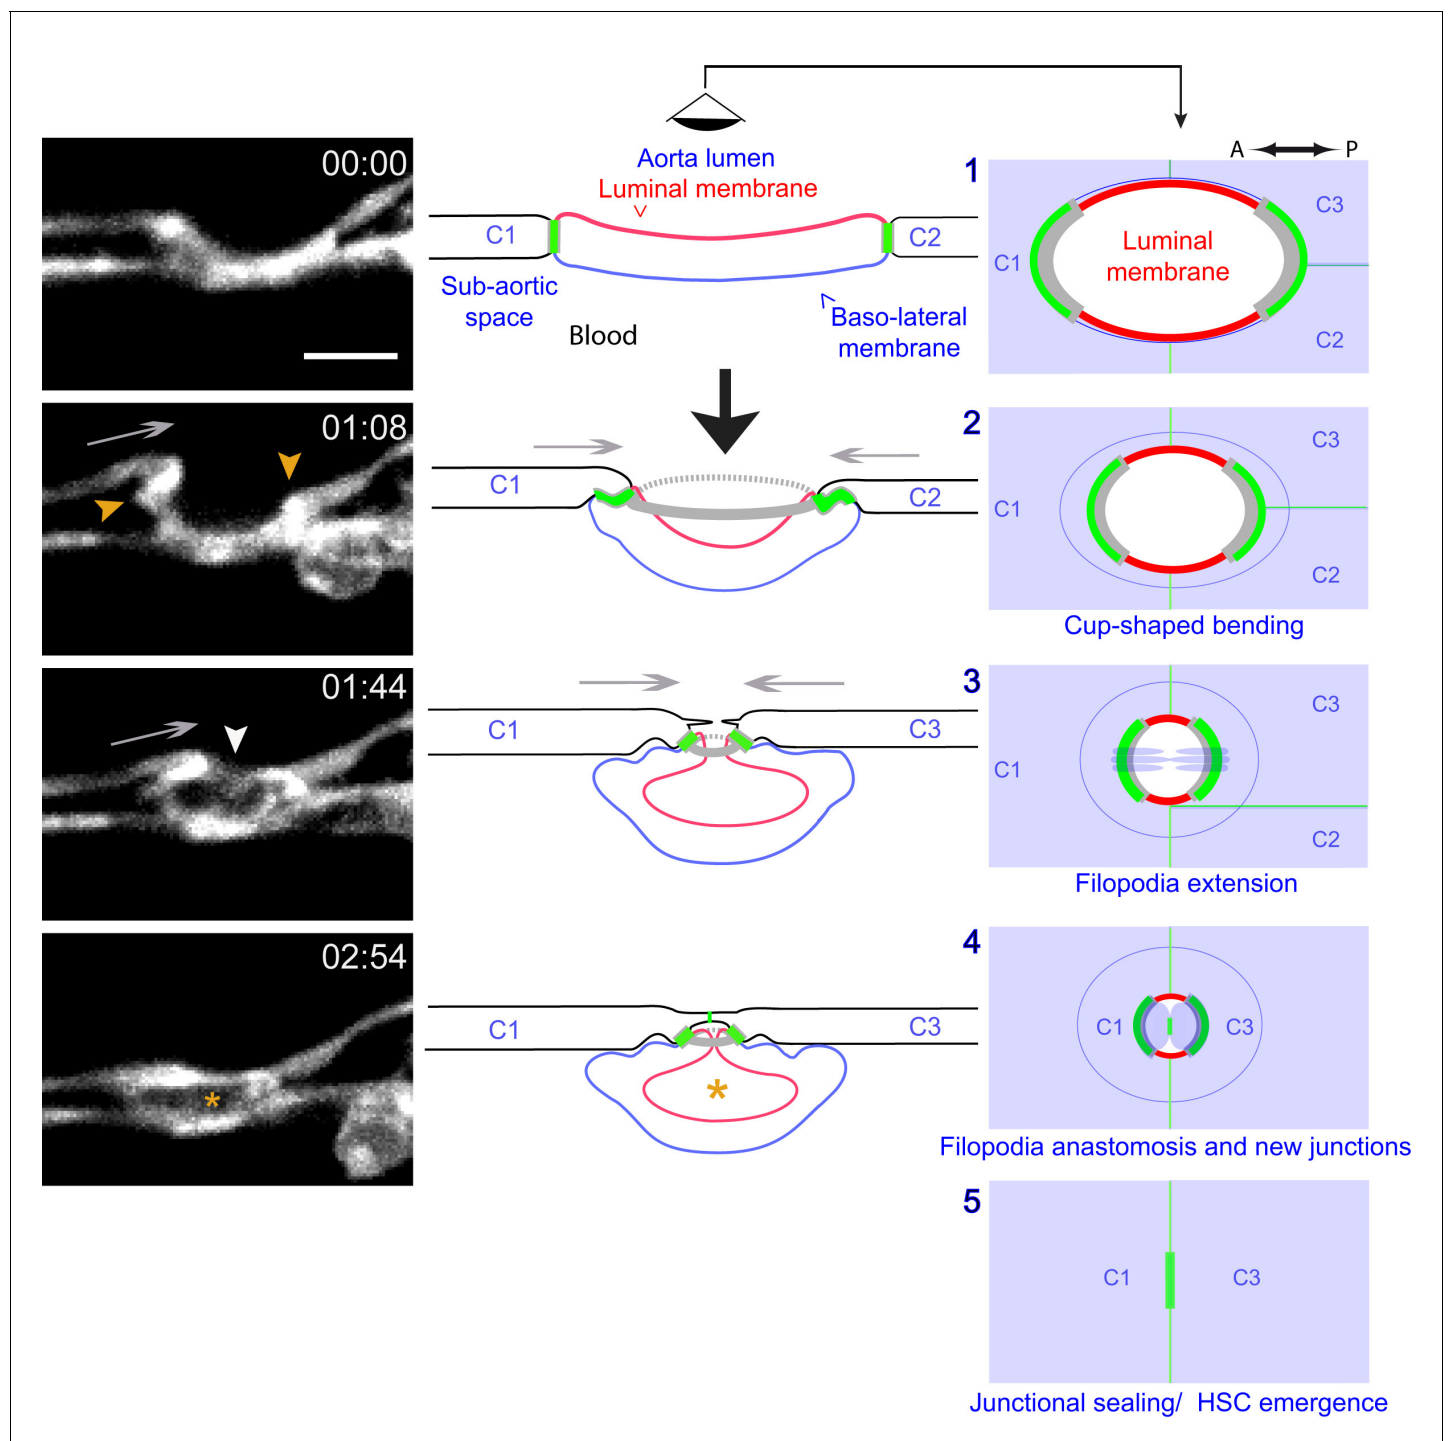 00:00
Aorta lumen
Luminal membrane
C1
C2
Sub-aortic
space
Blood
Baso-lateral
membrane
A
P
1
C3
Luminal
membrane
C1
C2
01:08
C1
C2
2
C3
C1
C2
Cup-shaped bending
01:44
C1
C3
3
C3
C1
C2
Filopodia extension
02:54
*
C1
C3
*
4
C1
C3
Filopodia anastomosis and new junctions
5
C1
C3
Junctional sealing/ HSC emergence